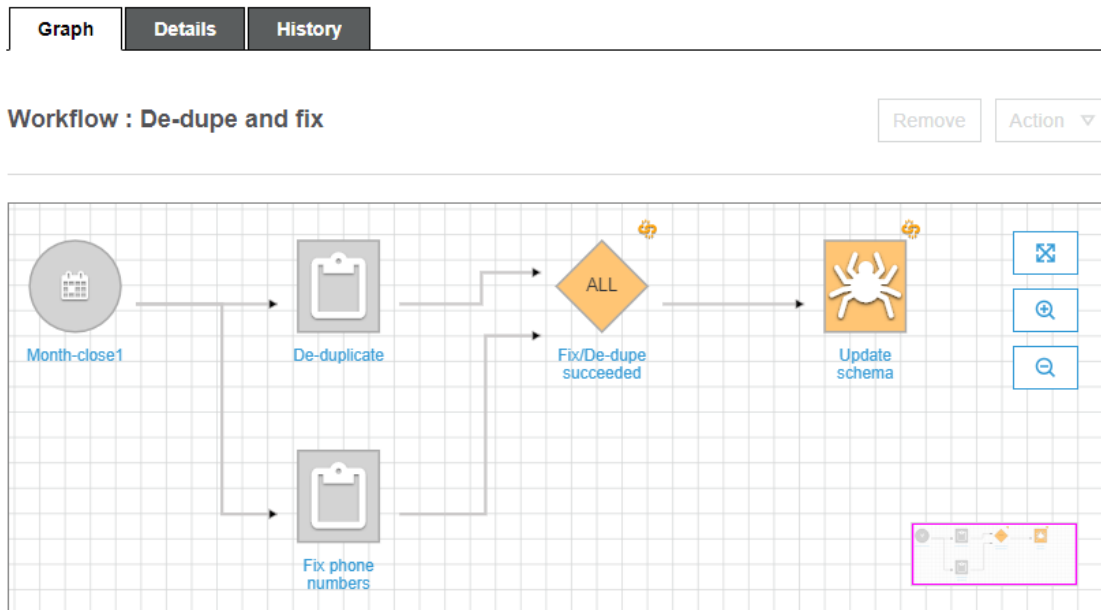 Graph Details History
Workflow : De-dupe and fix
Remove Action
ALL
Month-close1
De-duplicate
Fix/De-dupe
succeeded
Update
schema
Fix phone
numbers